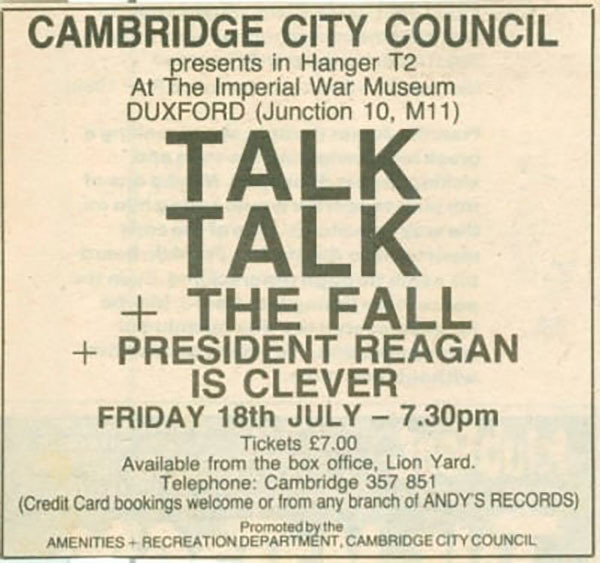 CAMBRIDGE CITY COUNCIL
presents in Hanger T2
At The Imperial War Museum
DUXFORD (Junction 10, M11)
TALK
TALK
+ THE FALL
+ PRESIDENT REAGAN
IS CLEVER
FRIDAY 18th JULY – 7.30pm
Tickets £7.00
Available from the box office, Lion Yard.
Telephone: Cambridge 357 851
(Credit Card bookings welcome or from any branch of ANDY'S RECORDS)
Promoted by the
AMENITIES + RECREATION DEPARTMENT, CAMBRIDGE CITY COUNCIL